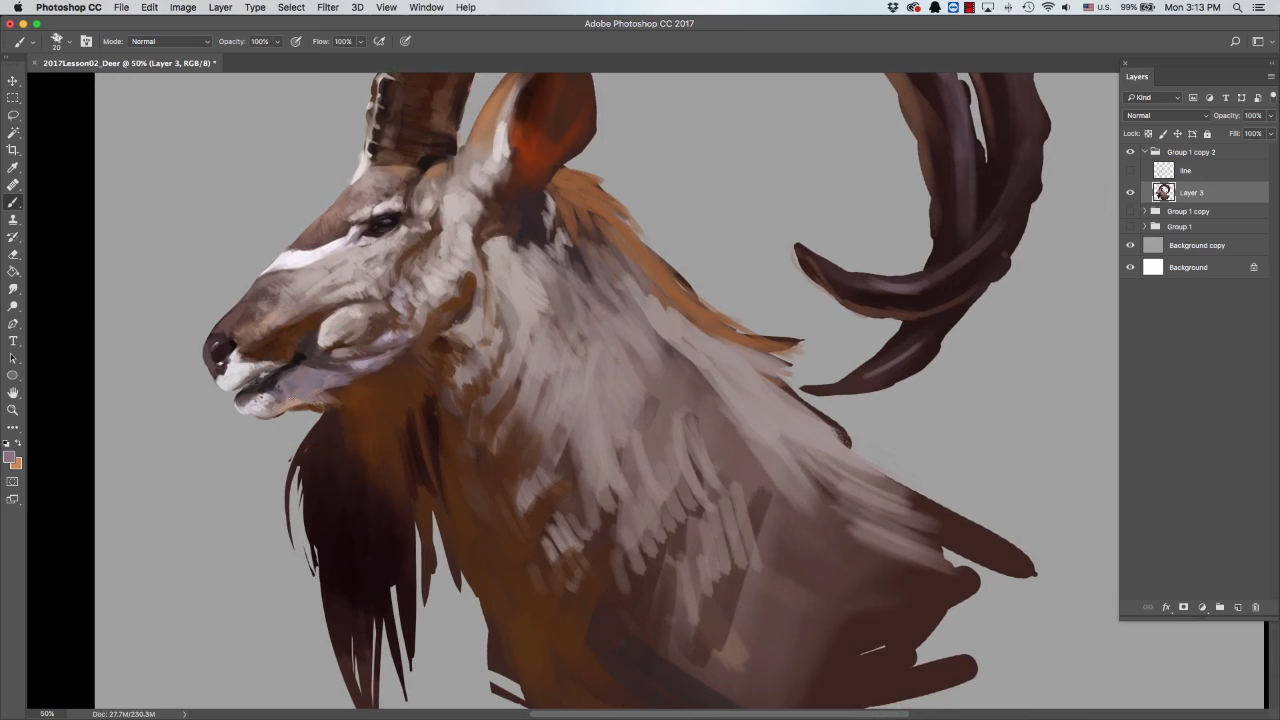 Photoshop CC File Edit Image Layer Type Select Filter 3D View Window Help U.S. 99% Mon 3:13 PM
Adobe Photoshop CC 2017
20 Mode: Normal Opacity: 100% Flow: 100%
2017Lesson02_Deer @ 50% (Layer 3, RGB/8) *
Layers
Kind
Normal Opacity: 100%
Lock: Fill: 100%
Group 1 copy 2
line
Layer 3
Group 1 copy
Group 1
Background copy
Background
50% Doc: 27.7M/230.3M